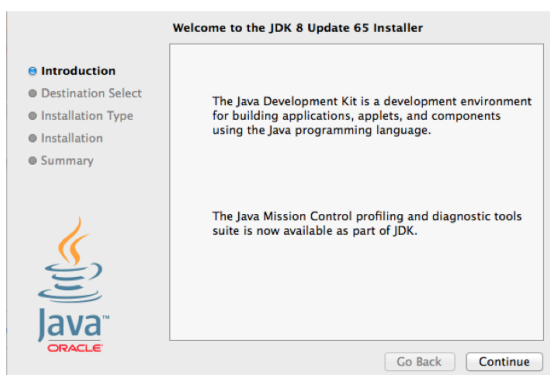 Welcome to the JDK 8 Update 65 Installer
Introduction
Destination Select
Installation Type
Installation
Summary
The Java Development Kit is a development environment
for building applications, applets, and components
using the Java programming language.
The Java Mission Control profiling and diagnostic tools
suite is now available as part of JDK.
Java™
ORACLE
Go Back
Continue